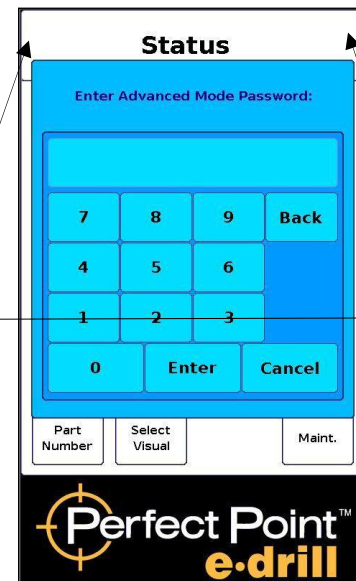 Status
Enter Advanced Mode Password:
7 8 9 Back
4 5 6
1 2 3
0 Enter Cancel
Part Number
Select Visual
Maint.
Perfect Point™
e·drill